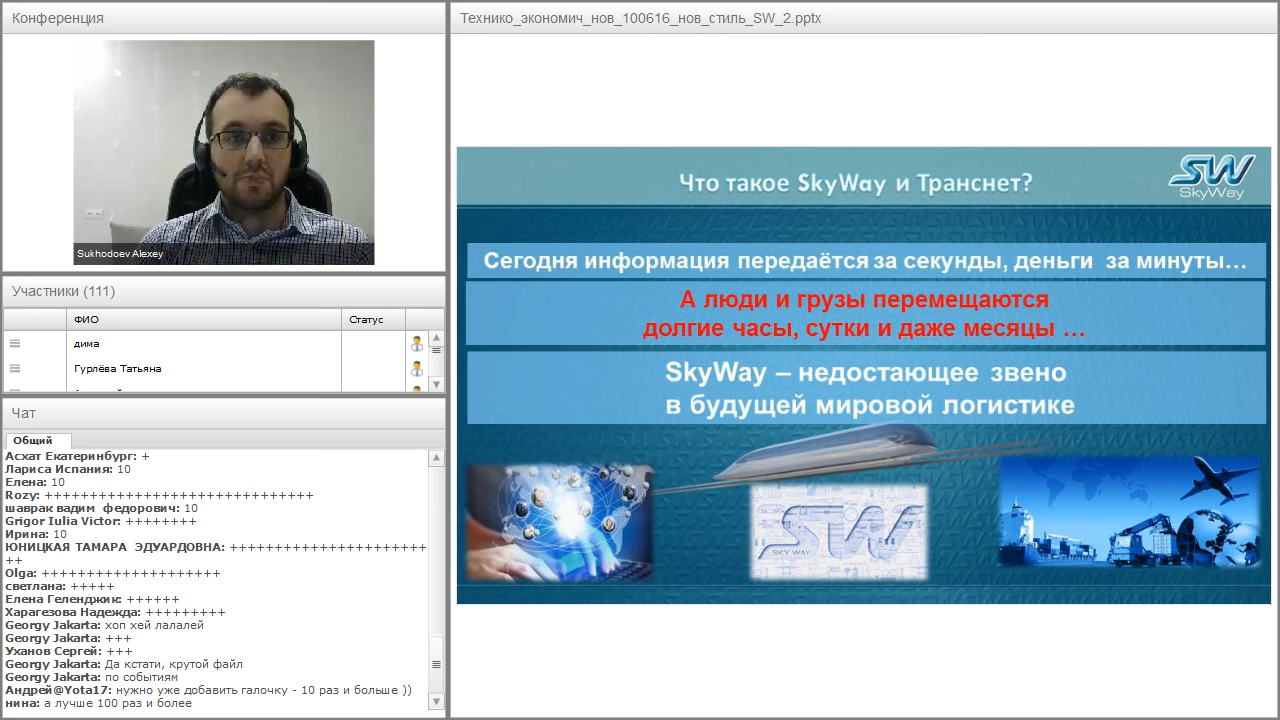 Конференция
Sukhodoev Alexey
Участники (111)
ФИО
Статус
дима
Гурлёва Татьяна
Чат
Общий
Асхат Екатеринбург: +
Лариса Испания: 10
Елена: 10
Rozy: ++++++++++++++++++++++++++++++
шаврак вадим федорович: 10
Grigor Iulia Victor: ++++++++
Ирина: 10
ЮНИЦКАЯ ТАМАРА ЭДУАРДОВНА: ++++++++++++++++++++++
++
Olga: ++++++++++++++++++++
светлана: +++++
Елена Геленджик: ++++++
Харагезова Надежда: +++++++++
Georgy Jakarta: хоп хей лалалей
Georgy Jakarta: +++
Уханов Сергей: +++
Georgy Jakarta: Да кстати, крутой файл
Georgy Jakarta: по событиям
Андрей@Yota17: нужно уже добавить галочку - 10 раз и больше ))
нина: а лучше 100 раз и более
Технико_экономич_нов_100616_нов_стиль_SW_2.pptx
Что такое SkyWay и Транснет?
SW
SkyWay
Сегодня информация передаётся за секунды, деньги за минуты…
А люди и грузы перемещаются
долгие часы, сутки и даже месяцы …
SkyWay – недостающее звено
в будущей мировой логистике
SW
SKY WAY